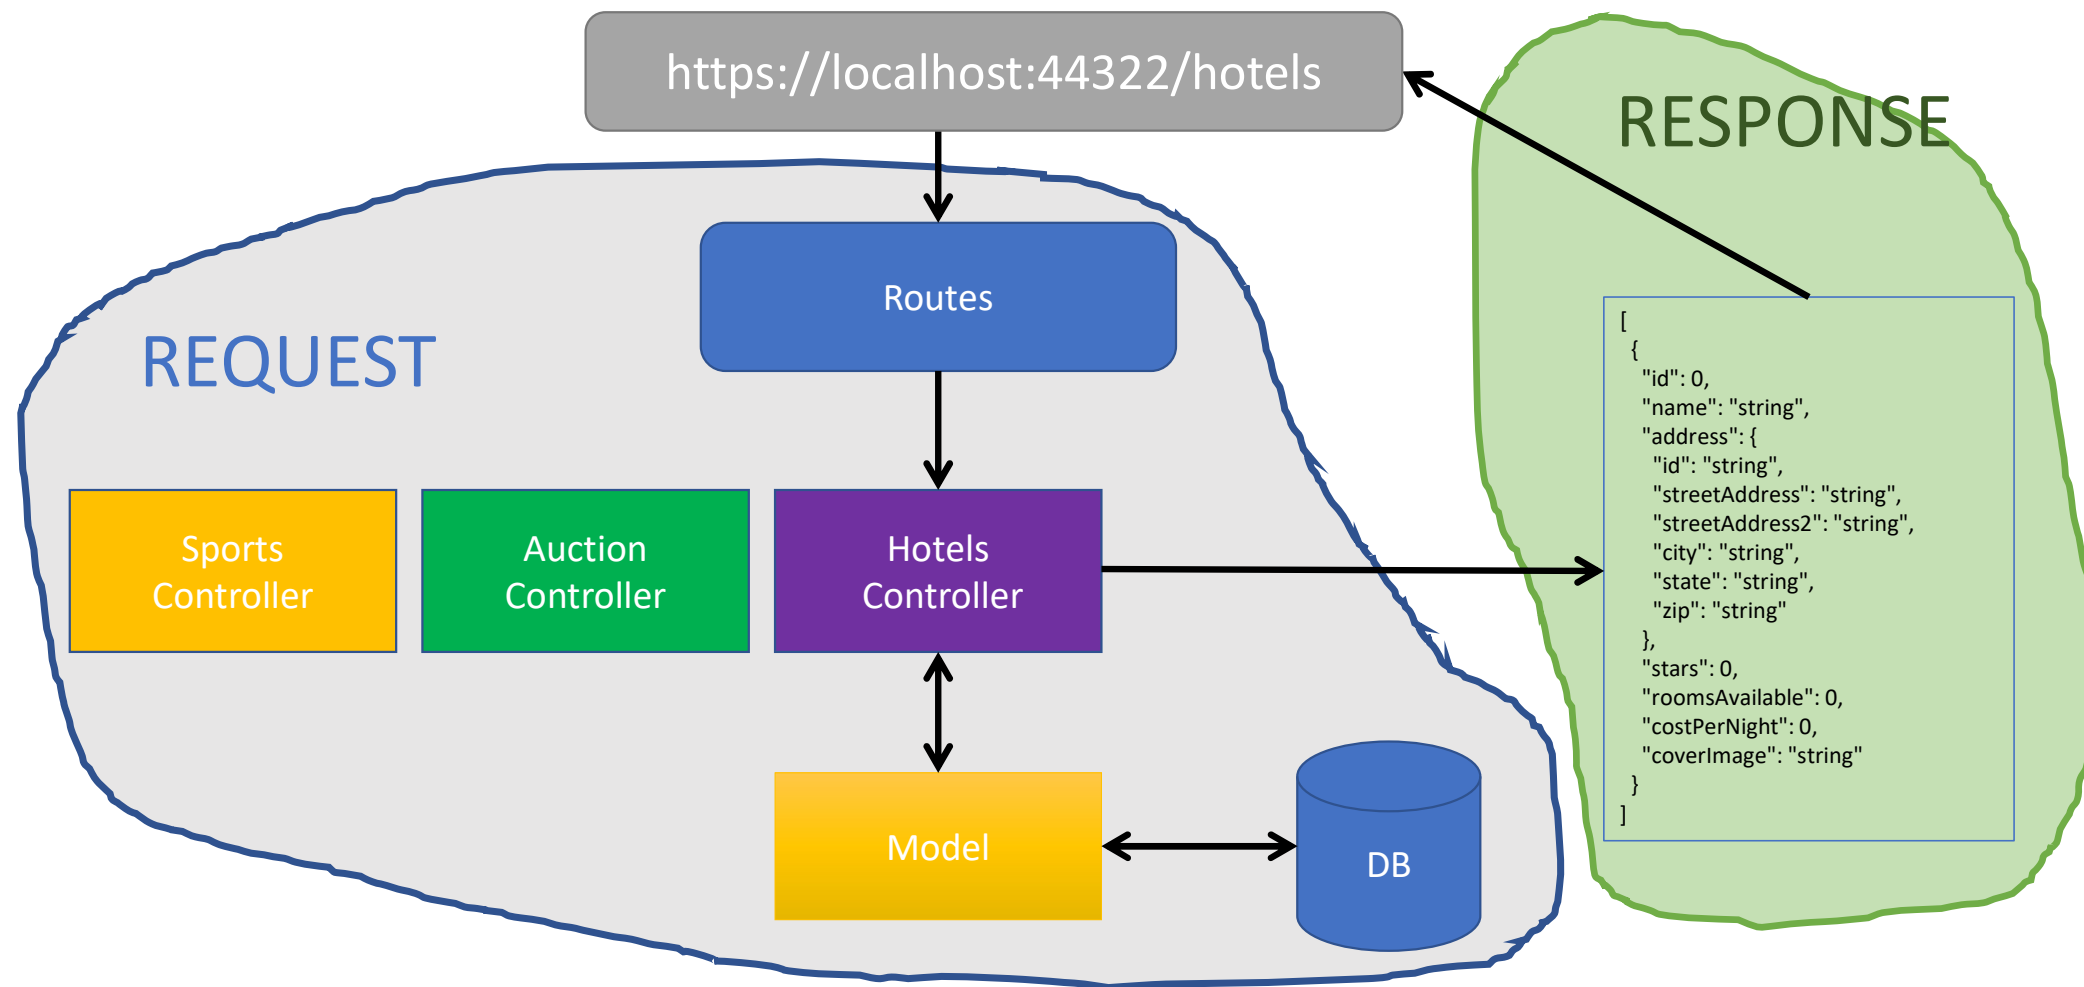 https://localhost:44322/hotels
RESPONSE
REQUEST
Routes
Sports
Controller
Auction
Controller
Hotels
Controller
Model
DB
[
{
"id": 0,
"name": "string",
"address": {
"id": "string",
"streetAddress": "string",
"streetAddress2": "string",
"city": "string",
"state": "string",
"zip": "string"
},
"stars": 0,
"roomsAvailable": 0,
"costPerNight": 0,
"coverImage": "string"
}
]